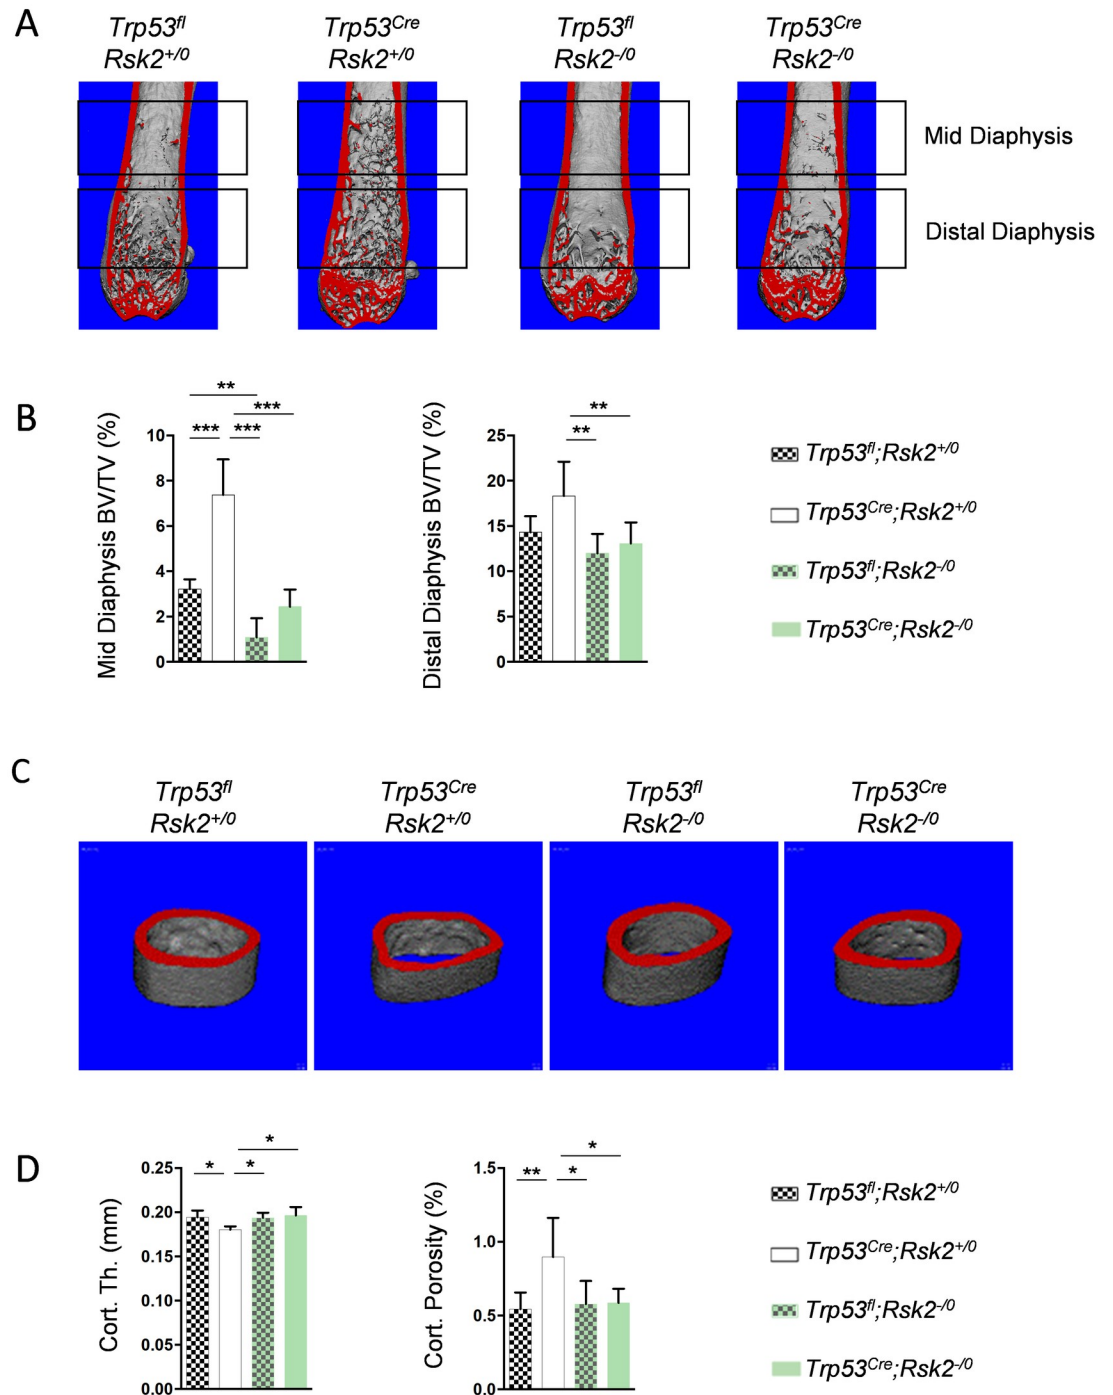 A
Trp53fl
Rsk2+/0
Trp53Cre
Rsk2+/0
Trp53fl
Rsk2-/0
Trp53Cre
Rsk2-/0
Mid Diaphysis
Distal Diaphysis
B
Mid Diaphysis BV/TV (%)
10
8
6
4
2
0
**
***
***
***
Distal Diaphysis BV/TV (%)
25
20
15
10
5
0
**
**
Trp53fl;Rsk2+/0
Trp53Cre;Rsk2+/0
Trp53fl;Rsk2-/0
Trp53Cre;Rsk2-/0
C
Trp53fl
Rsk2+/0
Trp53Cre
Rsk2+/0
Trp53fl
Rsk2-/0
Trp53Cre
Rsk2-/0
D
Cort. Th. (mm)
0.25
0.20
0.15
0.10
0.05
0.00
*
*
*
Cort. Porosity (%)
1.5
1.0
0.5
0.0
*
**
*
Trp53fl;Rsk2+/0
Trp53Cre;Rsk2+/0
Trp53fl;Rsk2-/0
Trp53Cre;Rsk2-/0